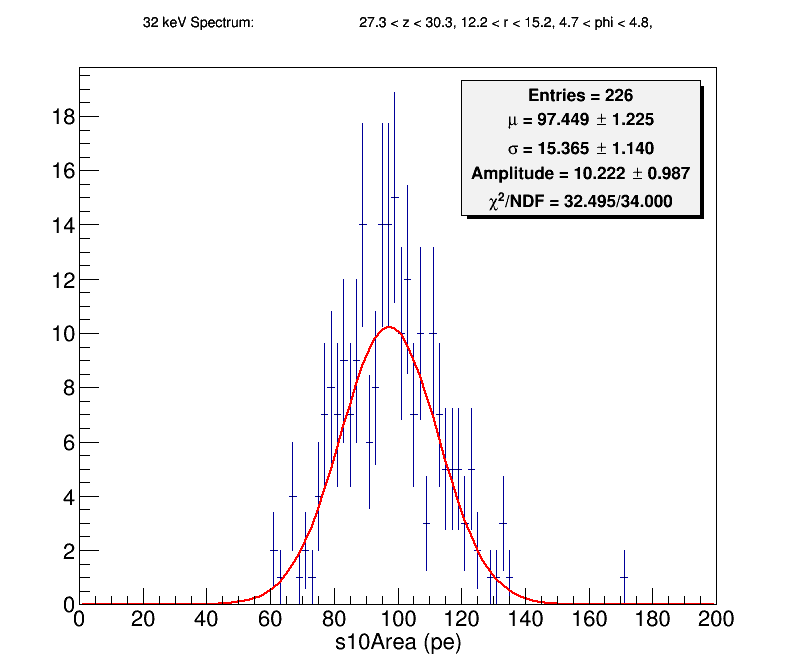 32 keV Spectrum: 27.3 < z < 30.3, 12.2 < r < 15.2, 4.7 < phi < 4.8,
Entries = 226
μ = 97.449 ± 1.225
σ = 15.365 ± 1.140
Amplitude = 10.222 ± 0.987
χ²/NDF = 32.495/34.000
18
16
14
12
10
8
6
4
2
0
0 20 40 60 80 100 120 140 160 180 200
s10Area (pe)